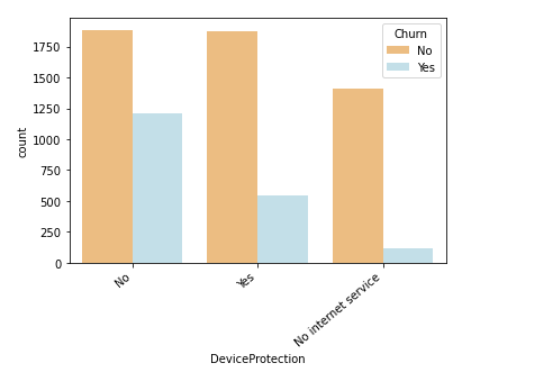 Churn
No
Yes
1750
1500
1250
1000
750
500
250
0
count
No
Yes
No internet service
DeviceProtection